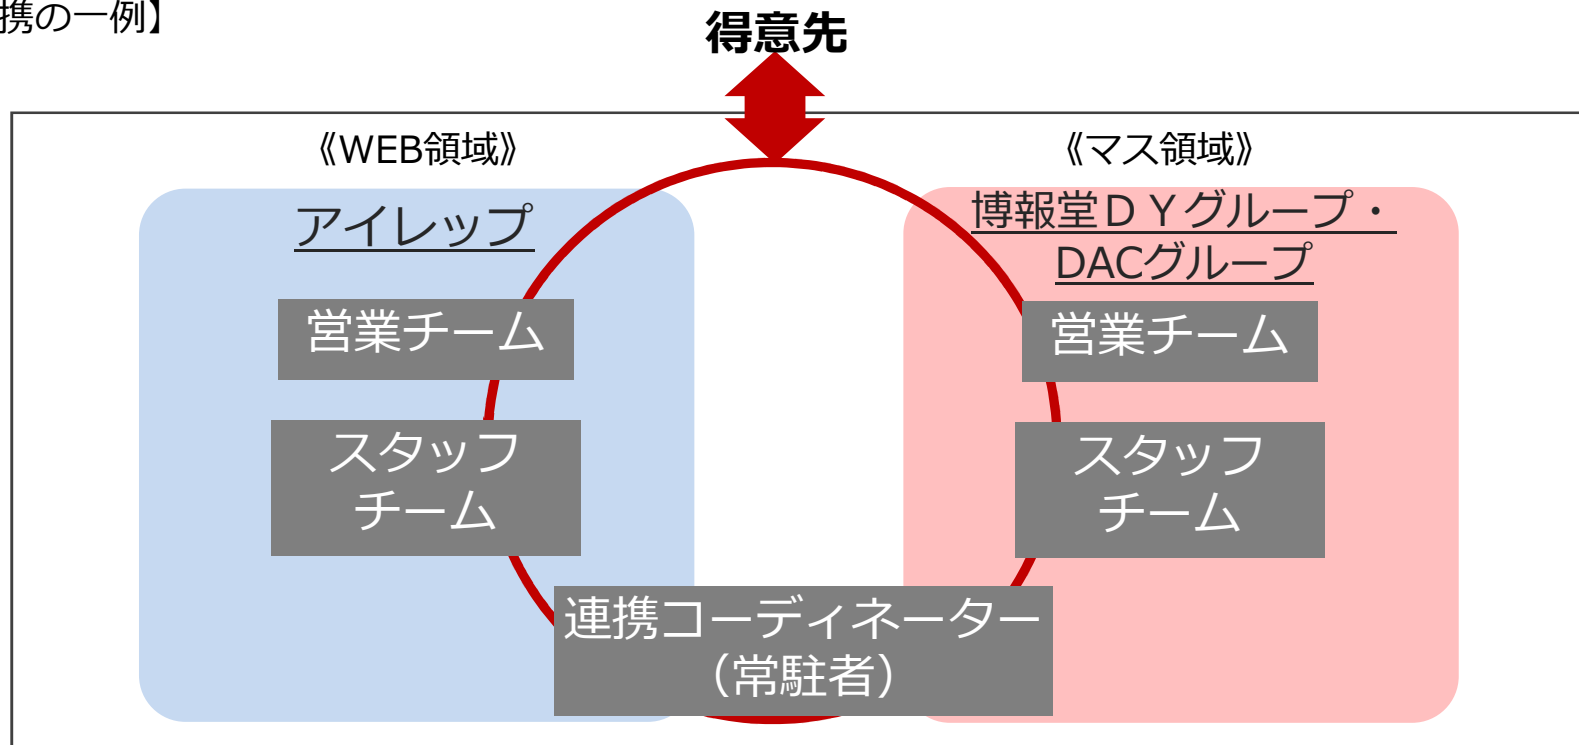 携の一例】
得意先
《WEB領域》
《マス領域》
アイレップ
博報堂ＤＹグループ・
DACグループ
営業チーム
営業チーム
スタッフ
チーム
スタッフ
チーム
連携コーディネーター
（常駐者）